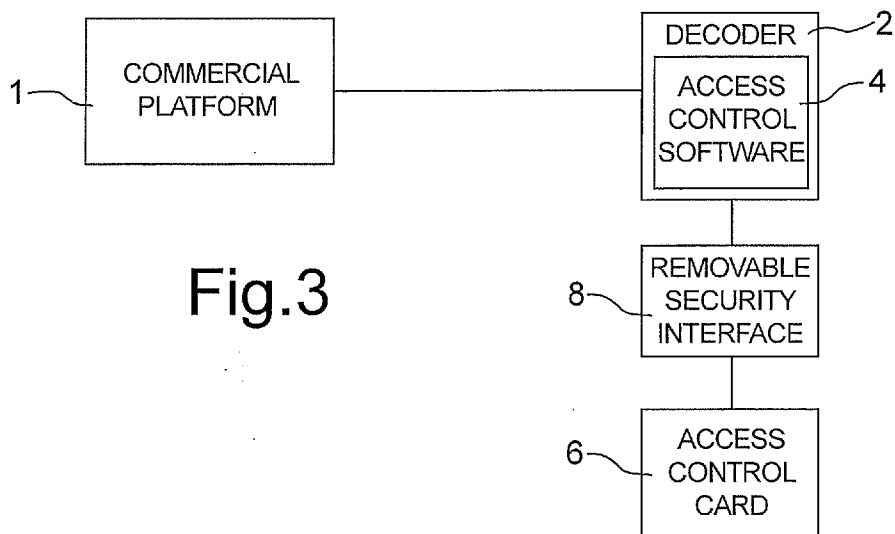 1
COMMERCIAL
PLATFORM
DECODER
2
ACCESS
CONTROL
SOFTWARE
4
Fig.3
8
REMOVABLE
SECURITY
INTERFACE
6
ACCESS
CONTROL
CARD